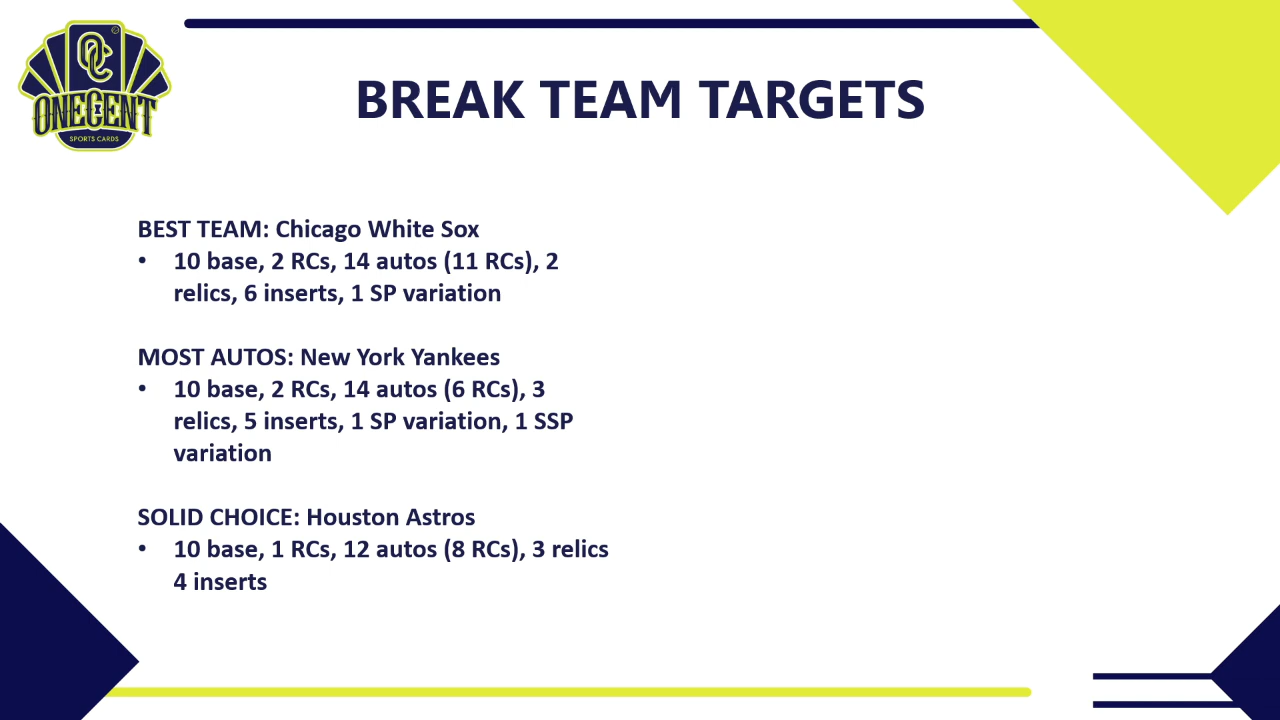 OC
ONECENT
SPORTS CARDS
BREAK TEAM TARGETS
BEST TEAM: Chicago White Sox
• 10 base, 2 RCs, 14 autos (11 RCs), 2
relics, 6 inserts, 1 SP variation
MOST AUTOS: New York Yankees
• 10 base, 2 RCs, 14 autos (6 RCs), 3
relics, 5 inserts, 1 SP variation, 1 SSP
variation
SOLID CHOICE: Houston Astros
• 10 base, 1 RCs, 12 autos (8 RCs), 3 relics
4 inserts